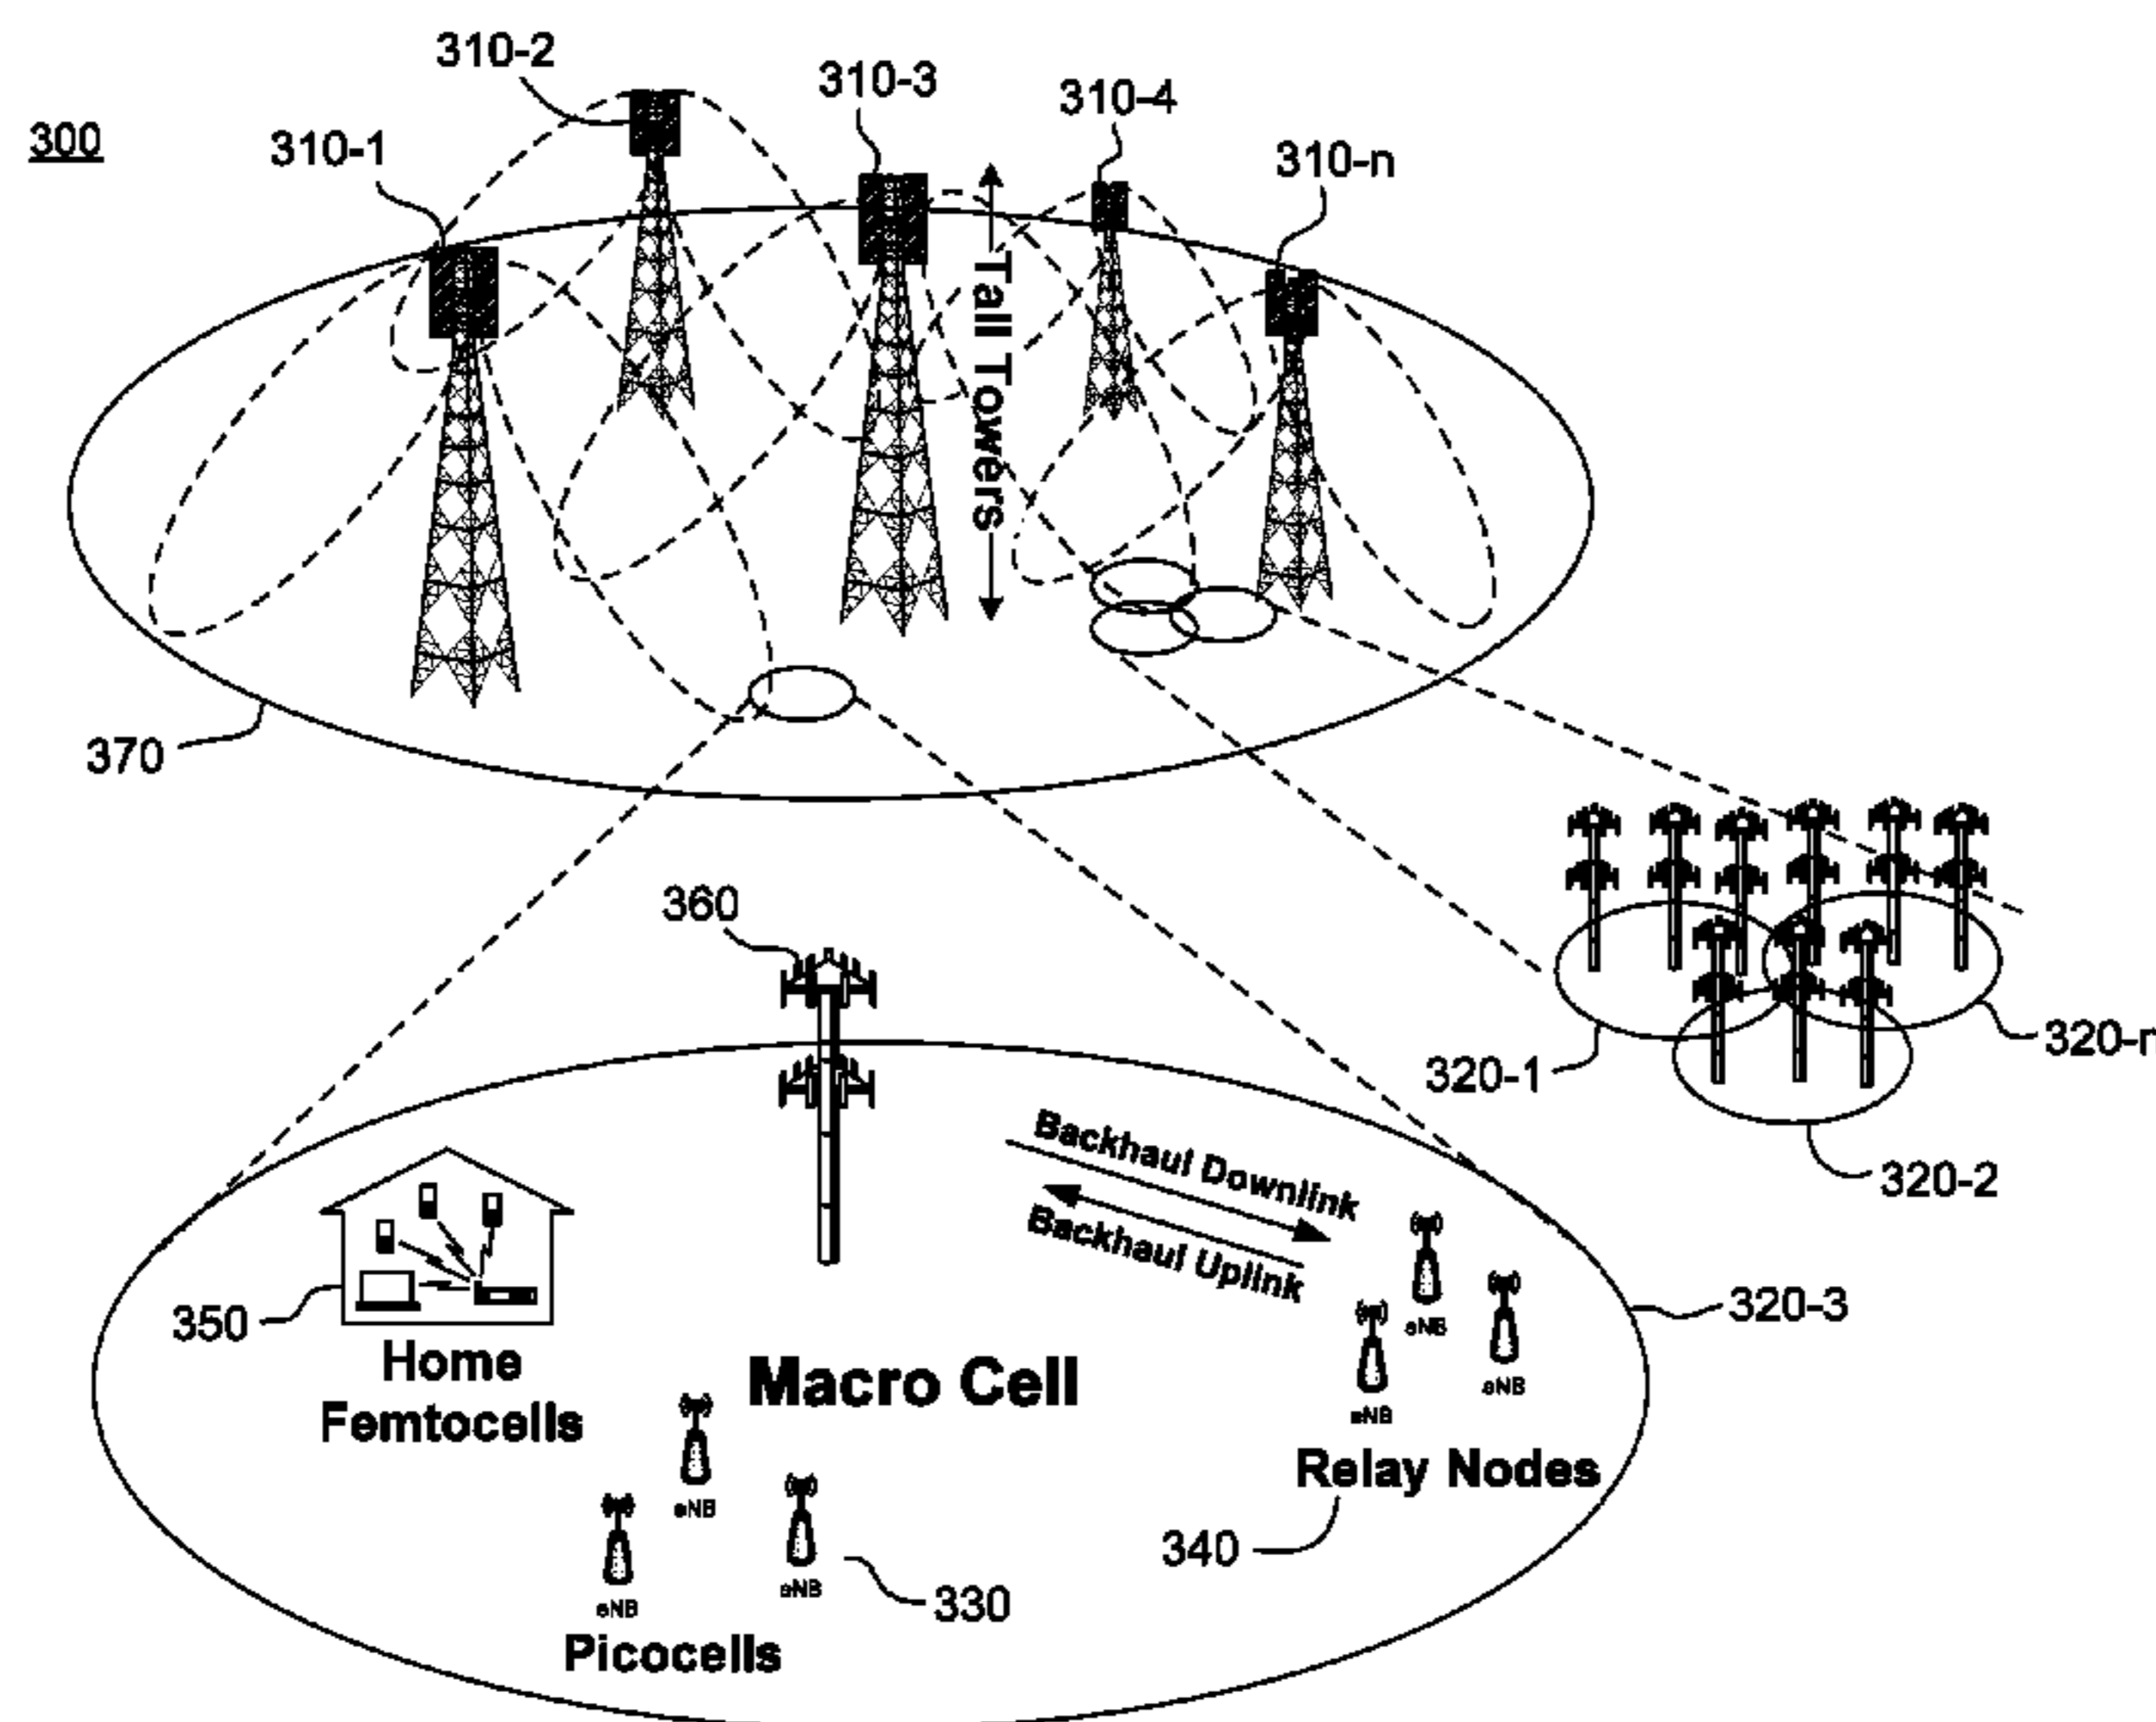 310-2
310-3
310-4
300
310-1
310-n
Tall Towers
370
360
320-1
320-n
320-2
Backhaul Downlink
Backhaul Uplink
350
320-3
Home
Femtocells
Macro Cell
eNB
eNB
eNB
Relay Nodes
340
eNB
eNB
eNB
330
Picocells